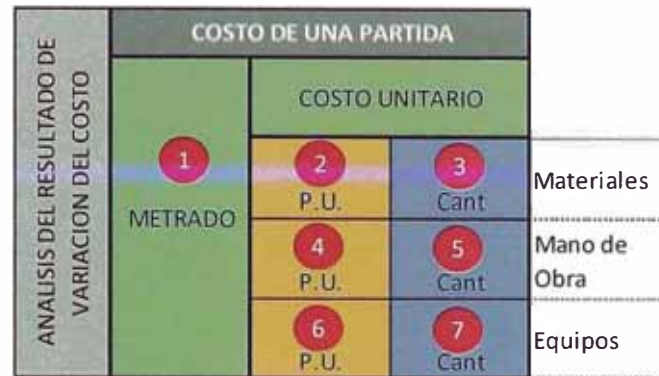 ANALISIS DEL RESULTADO DE
VARIACION DEL COSTO
COSTO DE UNA PARTIDA
COSTO UNITARIO
1
METRADO
2
P.U.
3
Cant
Materiales
4
P.U.
5
Cant
Mano de
Obra
6
P.U.
7
Cant
Equipos